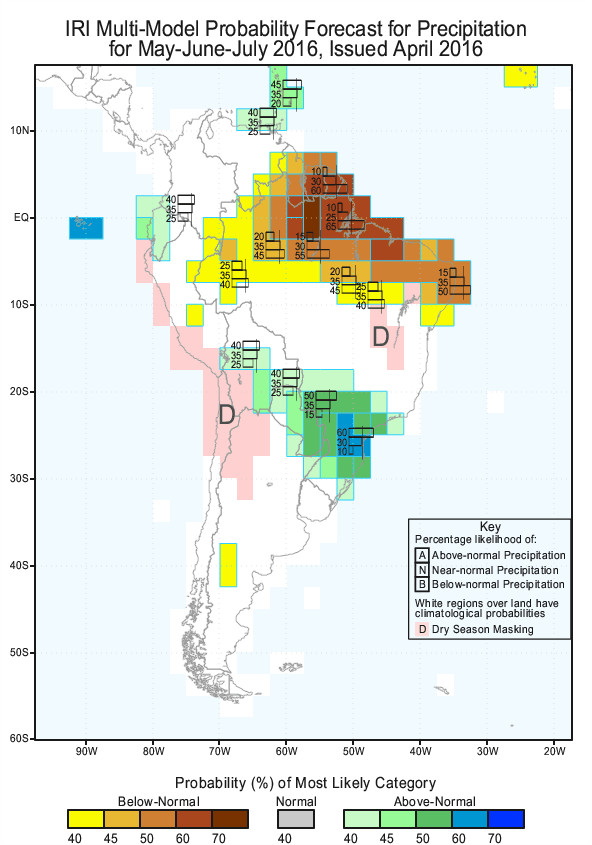 IRI Multi-Model Probability Forecast for Precipitation
for May-June-July 2016, Issued April 2016
45
35
20
40
35
25
10N
10
30
60
40
35
25
10
25
65
EQ
20
35
45
15
30
55
25
35
40
20
35
45
25
35
40
15
35
50
10S
D
40
35
25
40
35
25
20S
50
35
15
D
60
30
10
30S
Key
Percentage likelihood of:
A Above-normal Precipitation
N Near-normal Precipitation
B Below-normal Precipitation
White regions over land have
climatological probabilities
D Dry Season Masking
40S
50S
60S
90W 80W 70W 60W 50W 40W 30W 20W
Probability (%) of Most Likely Category
Below-Normal Normal Above-Normal
40 45 50 60 70 40 40 45 50 60 70